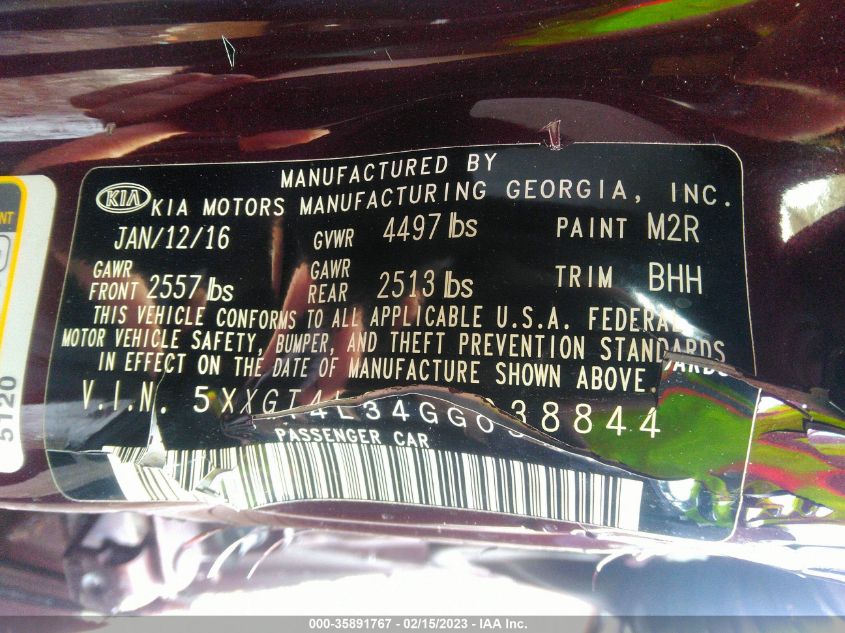 MANUFACTURED BY
KIA KIA MOTORS MANUFACTURING GEORGIA, INC.
JAN/12/16 GVWR 4497 lbs PAINT M2R
GAWR FRONT 2557 lbs GAWR REAR 2513 lbs TRIM BHH
THIS VEHICLE CONFORMS TO ALL APPLICABLE U.S.A. FEDERAL
MOTOR VEHICLE SAFETY, BUMPER, AND THEFT PREVENTION STANDARDS
IN EFFECT ON THE DATE OF MANUFACTURE SHOWN ABOVE.
V.I.N. 5XXGT4L34GG038844
PASSENGER CAR
5120
000-35891767 - 02/15/2023 - IAA Inc.